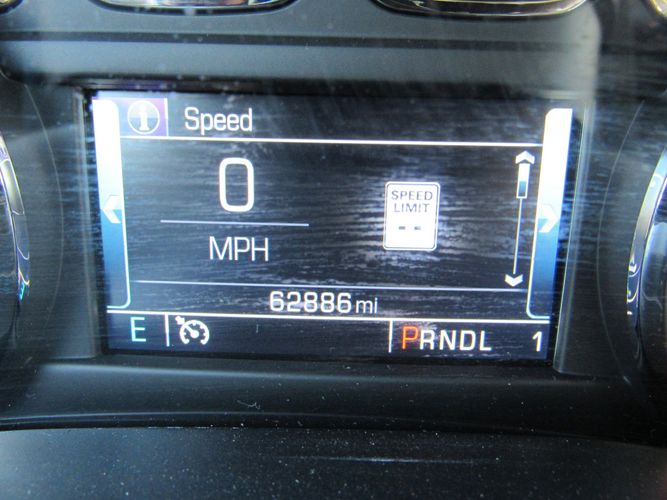 Speed
0
MPH
SPEED
LIMIT
--
62886 mi
E
PRNDL 1